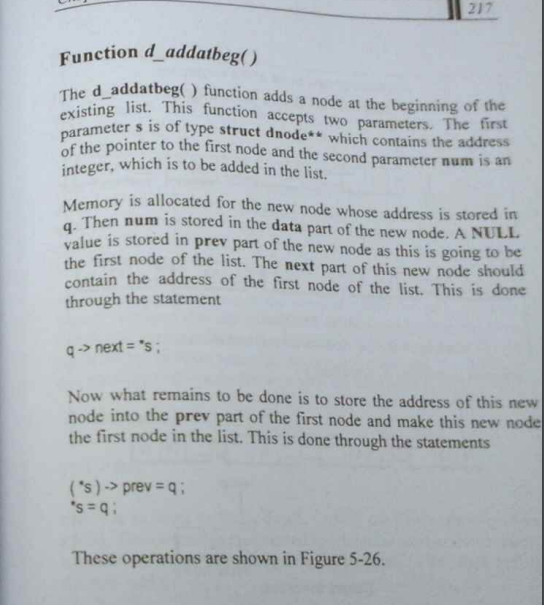 217
Function d_addatbeg( )
The d_addatbeg( ) function adds a node at the beginning of the
existing list. This function accepts two parameters. The first
parameter s is of type struct dnode** which contains the address
of the pointer to the first node and the second parameter num is an
integer, which is to be added in the list.
Memory is allocated for the new node whose address is stored in
q. Then num is stored in the data part of the new node. A NULL
value is stored in prev part of the new node as this is going to be
the first node of the list. The next part of this new node should
contain the address of the first node of the list. This is done
through the statement
q -> next = *s ;
Now what remains to be done is to store the address of this new
node into the prev part of the first node and make this new node
the first node in the list. This is done through the statements
( *s ) -> prev = q ;
*s = q ;
These operations are shown in Figure 5-26.